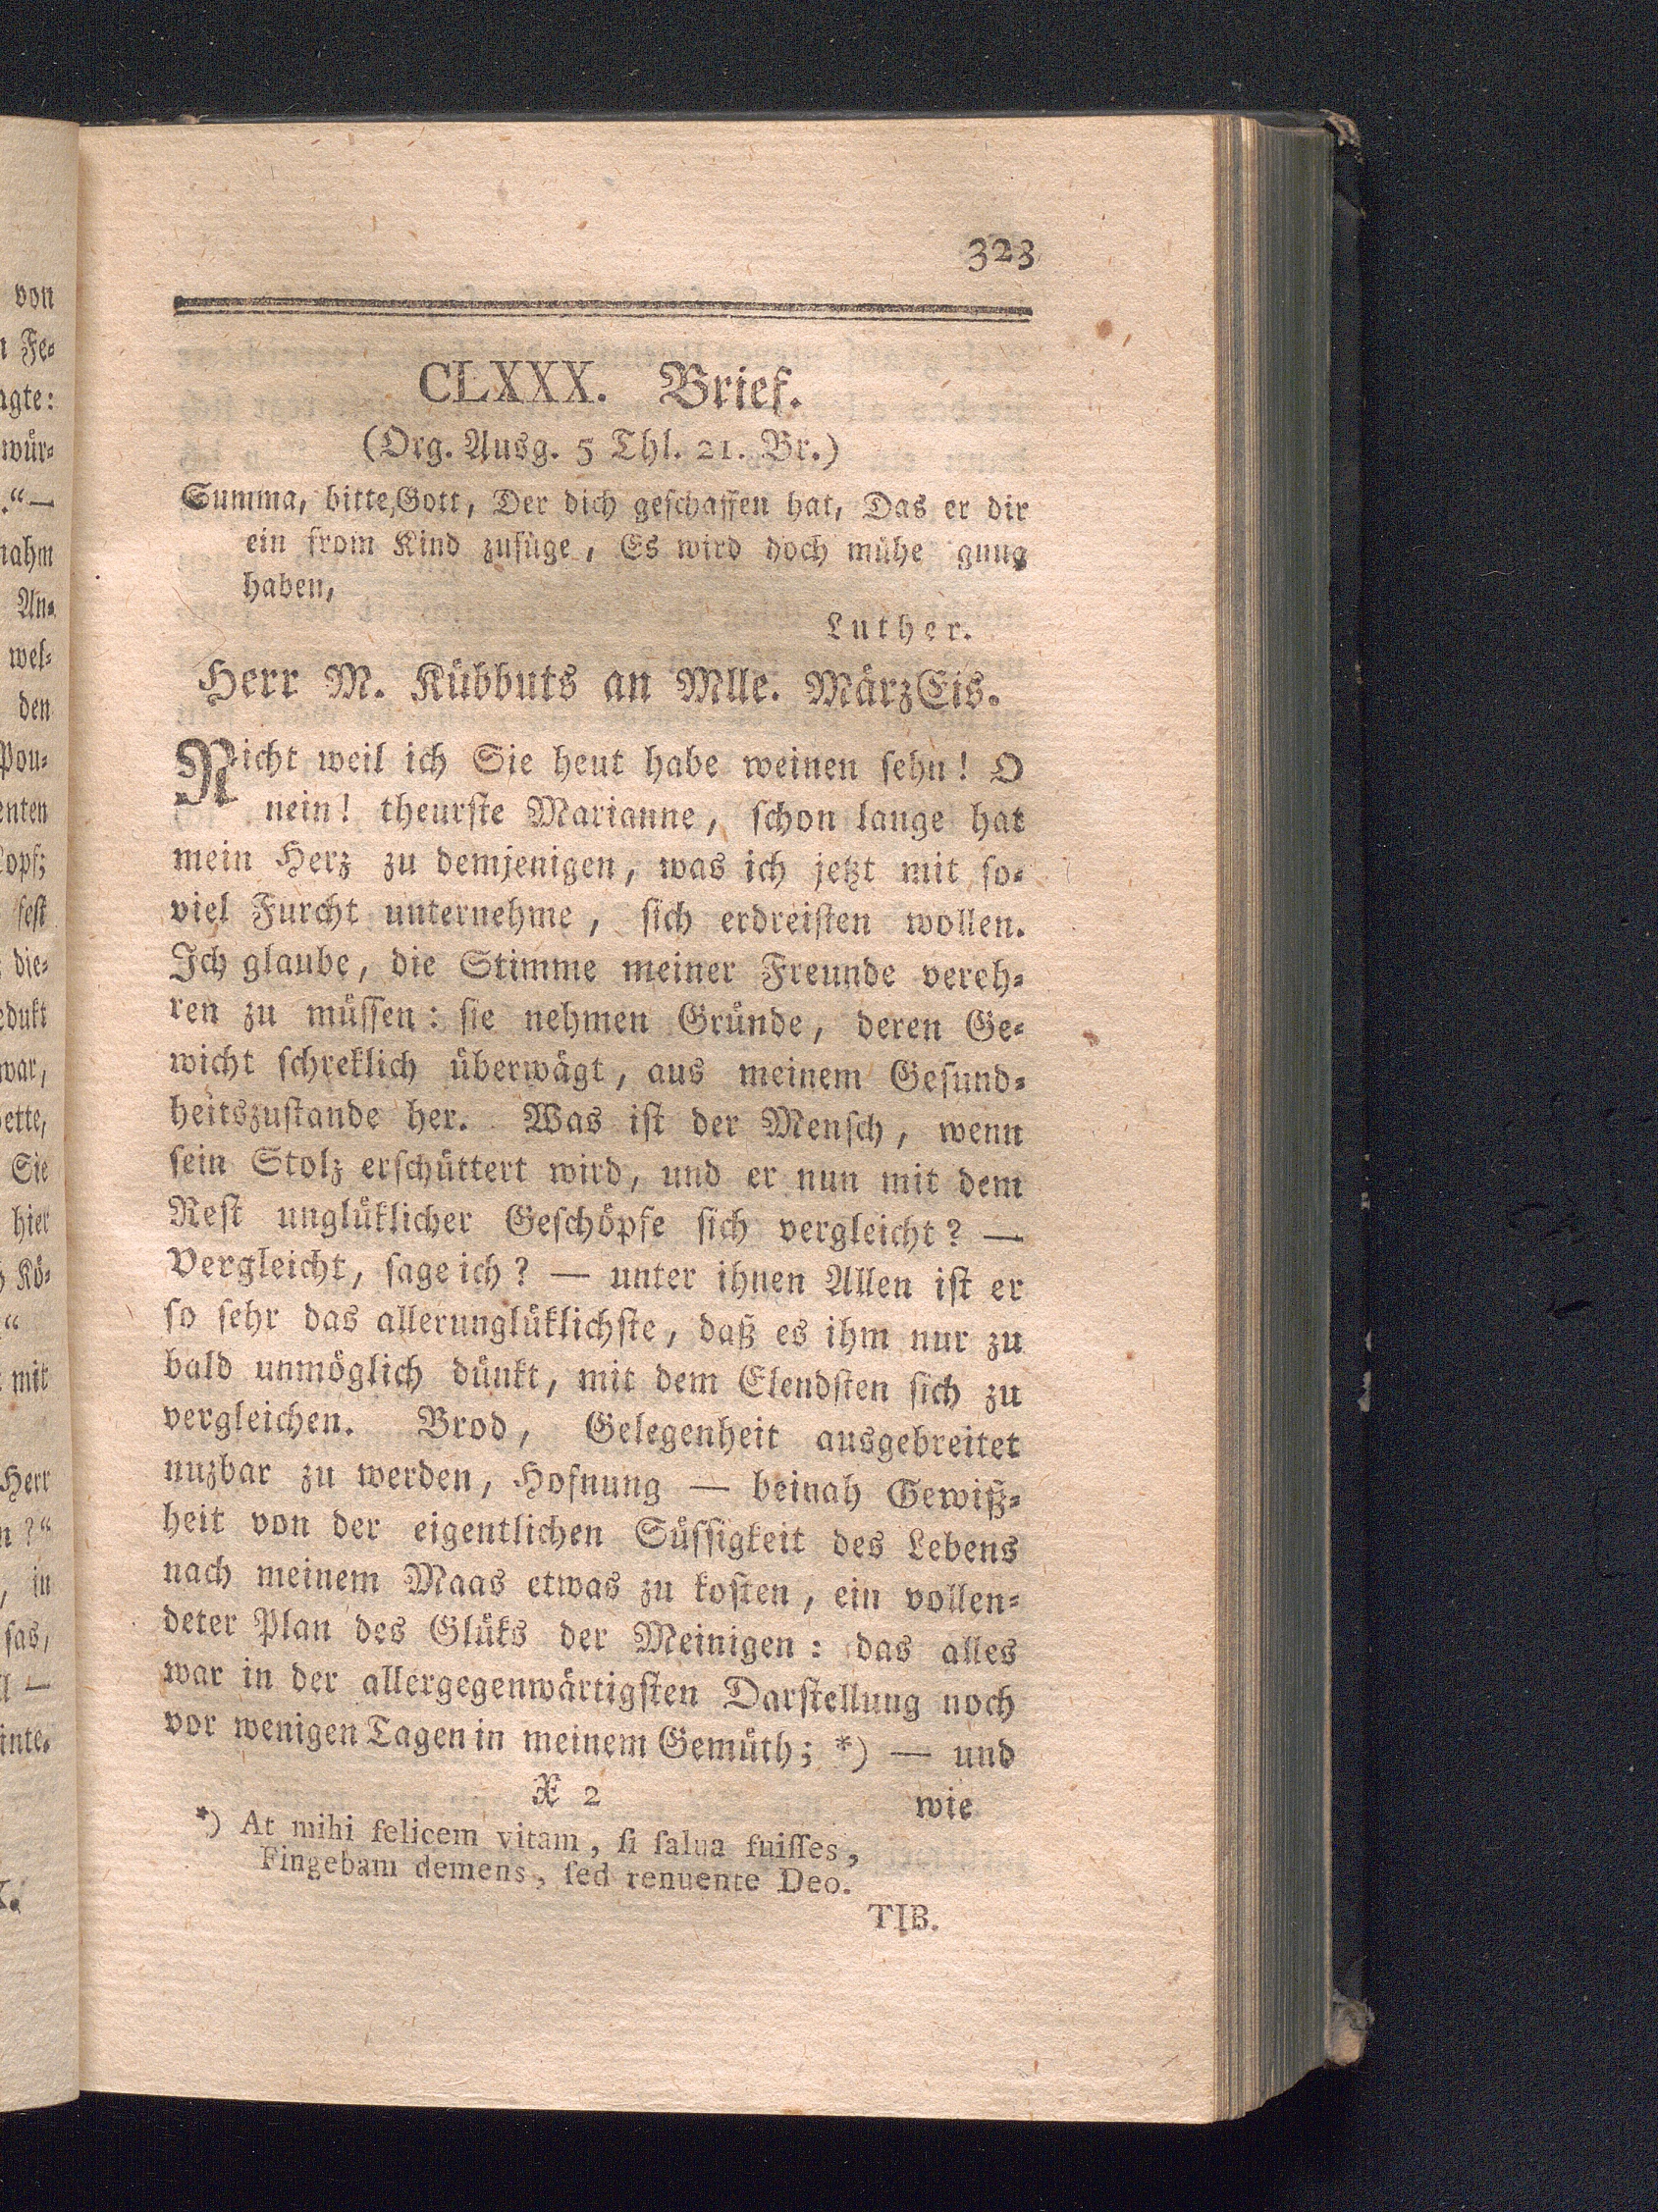 323
CLXXX. Brief.
(Org. Ausg. 5 Thl. 21. Br.)
Summa, bitte, Gott, Der dich geschaffen hat, Das er dir
ein from Kind zufüge, Es wird doch mühe gnug
haben,
Luther.
Herr M. Kübbuts an Mlle. MärzEis.
Nicht weil ich Sie heut habe weinen sehn! O
nein! theurste Marianne, schon lange hat
mein Herz zu demjenigen, was ich jetzt mit so-
viel Furcht unternehme, sich erdreisten wollen.
Ich glaube, die Stimme meiner Freunde vereh-
ren zu müssen: sie nehmen Gründe, deren Ge-
wicht schreklich überwägt, aus meinem Gesund-
heitszustande her. Was ist der Mensch, wenn
sein Stolz erschüttert wird, und er nun mit dem
Rest unglüklicher Geschöpfe sich vergleicht? —
Vergleicht, sage ich? — unter ihnen Allen ist er
so sehr das allerunglüklichste, daß es ihm nur zu
bald unmöglich dünkt, mit dem Elendsten sich zu
vergleichen. Brod, Gelegenheit ausgebreitet
nuzbar zu werden, Hofnung — beinah Gewiß-
heit von der eigentlichen Süssigkeit des Lebens
nach meinem Maas etwas zu kosten, ein vollen-
deter Plan des Glüks der Meinigen: das alles
war in der allergegenwärtigsten Darstellung noch
vor wenigen Tagen in meinem Gemüth; *) — und
X 2 wie
*) At mihi felicem vitam, ſi ſalua fuiſſes,
Fingebam demens, ſed renuente Deo.
TIB.